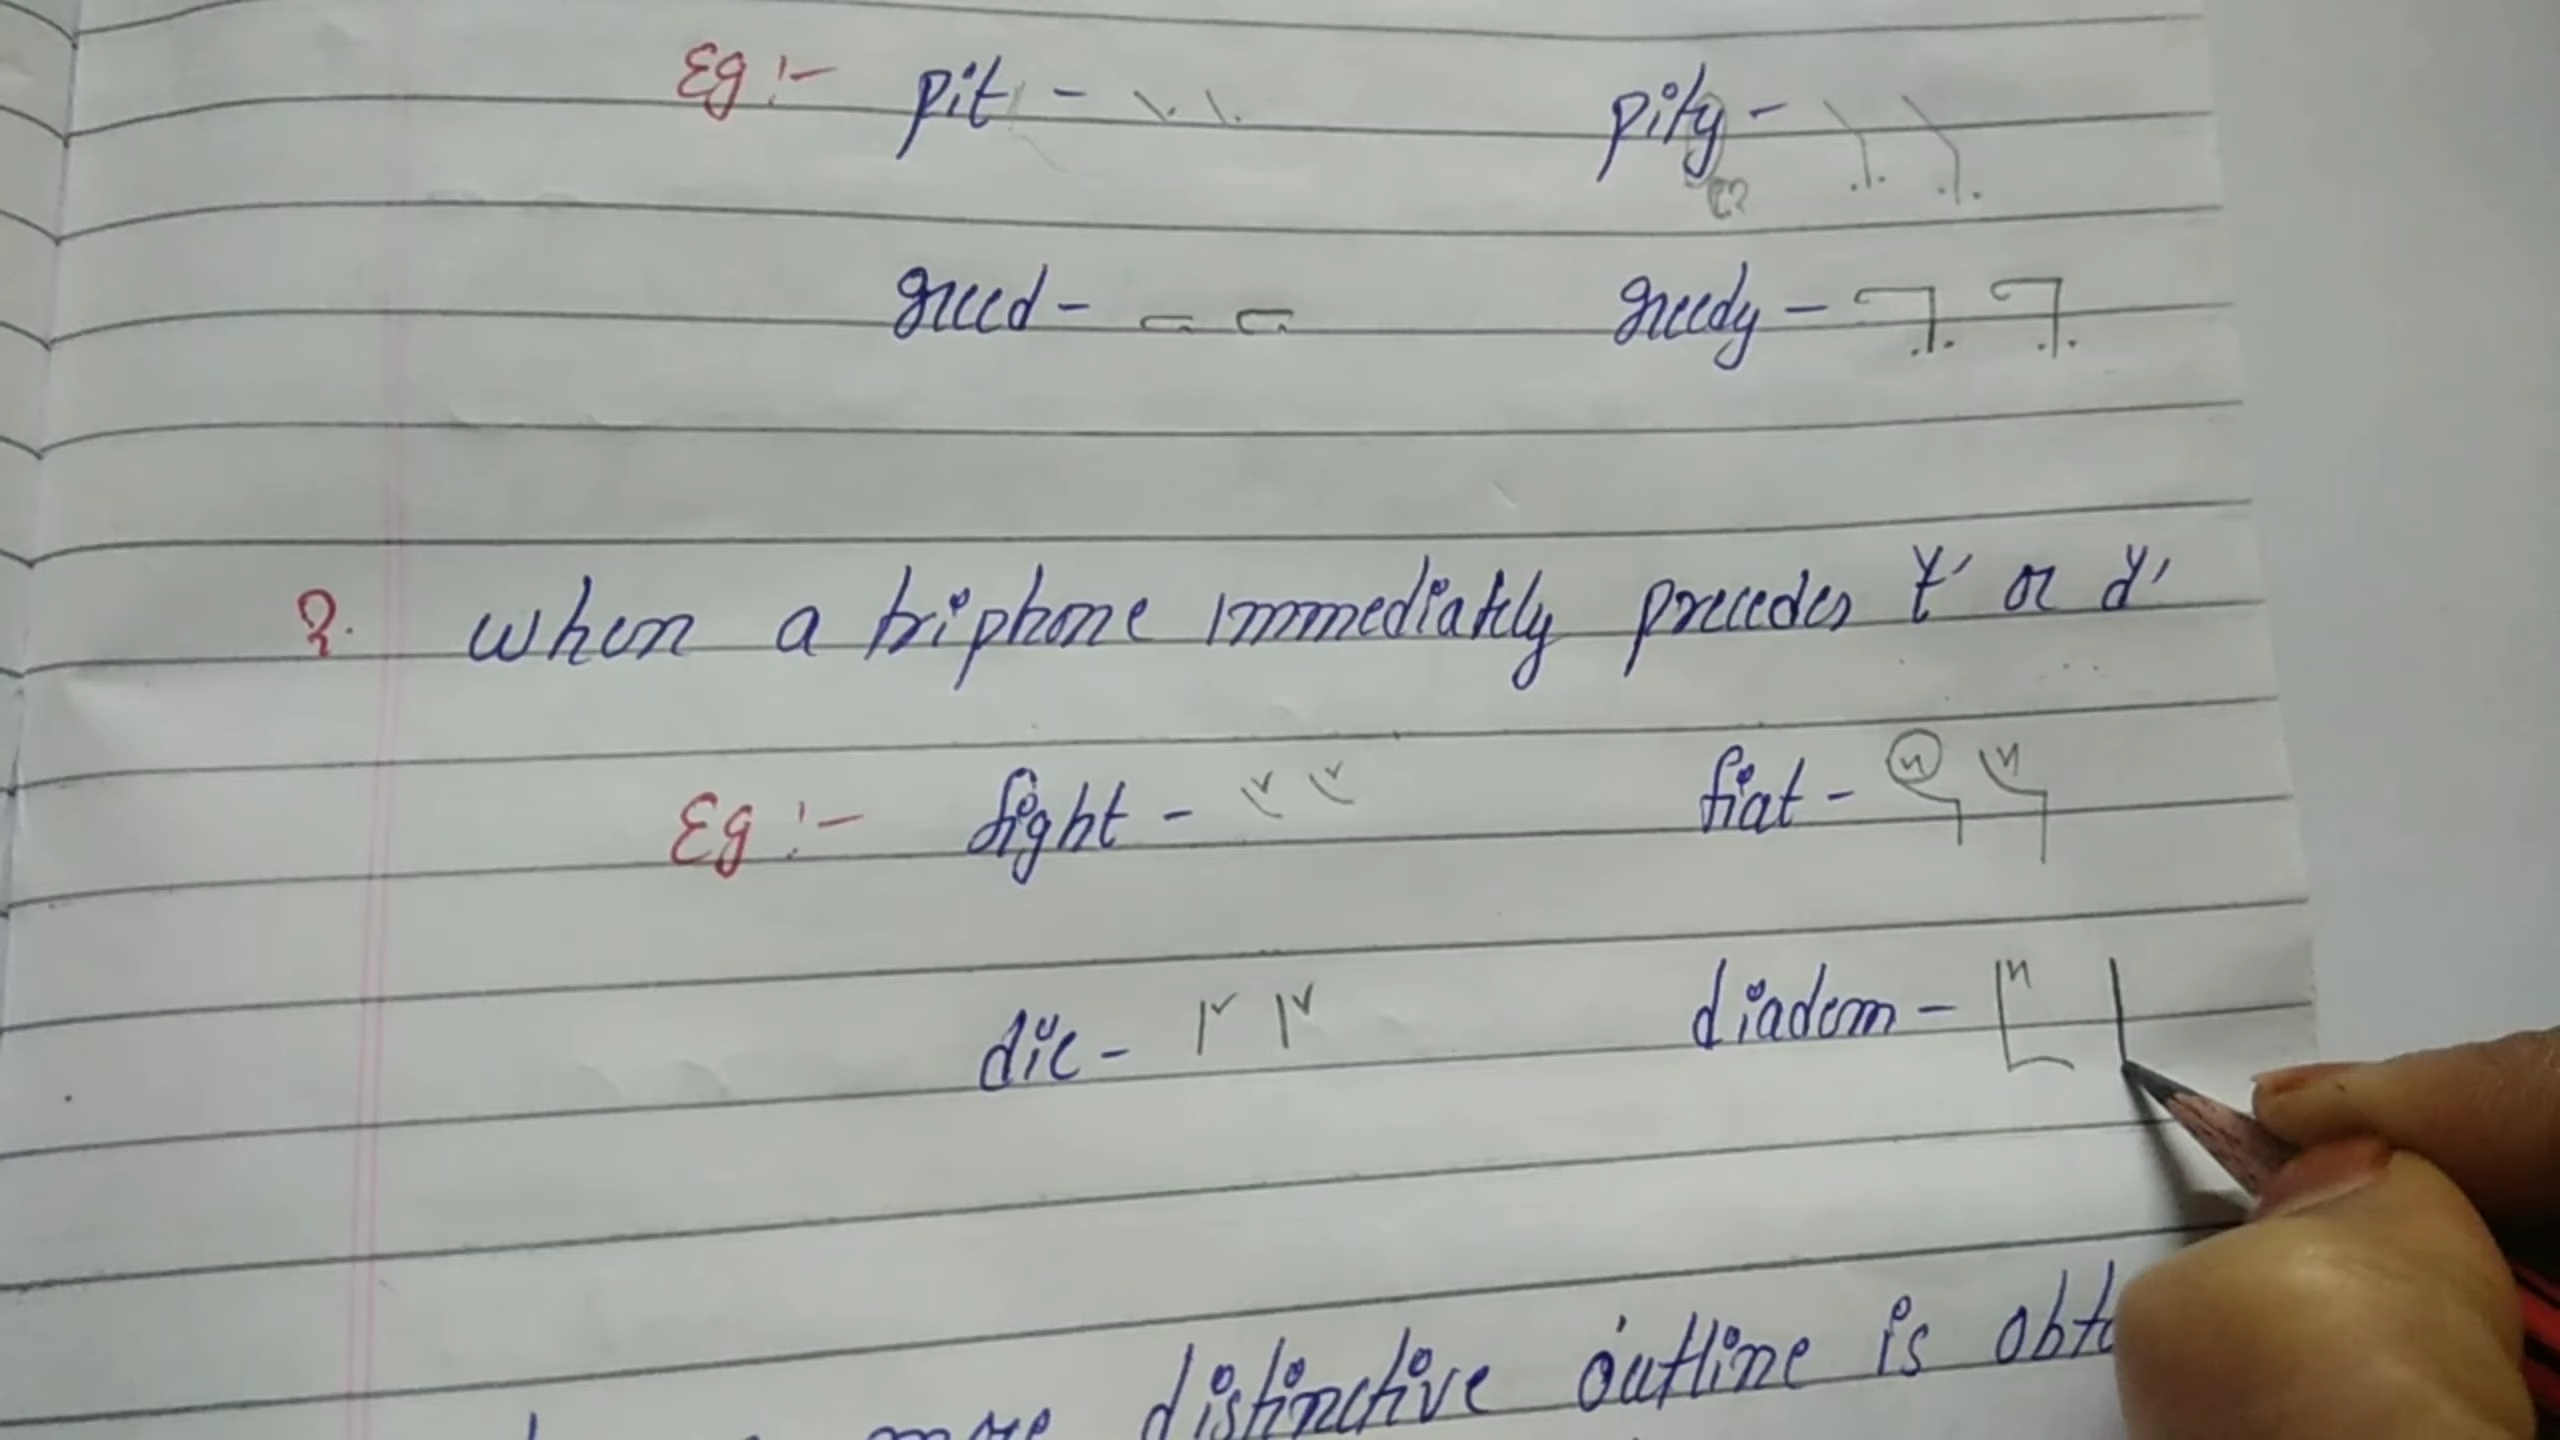 Eg :- pit - pity -
greed - greedy -
2. When a triphone immediately precedes 't' or 'd'
Eg :- fight - fiat -
die - diadem -
distinctive outline is